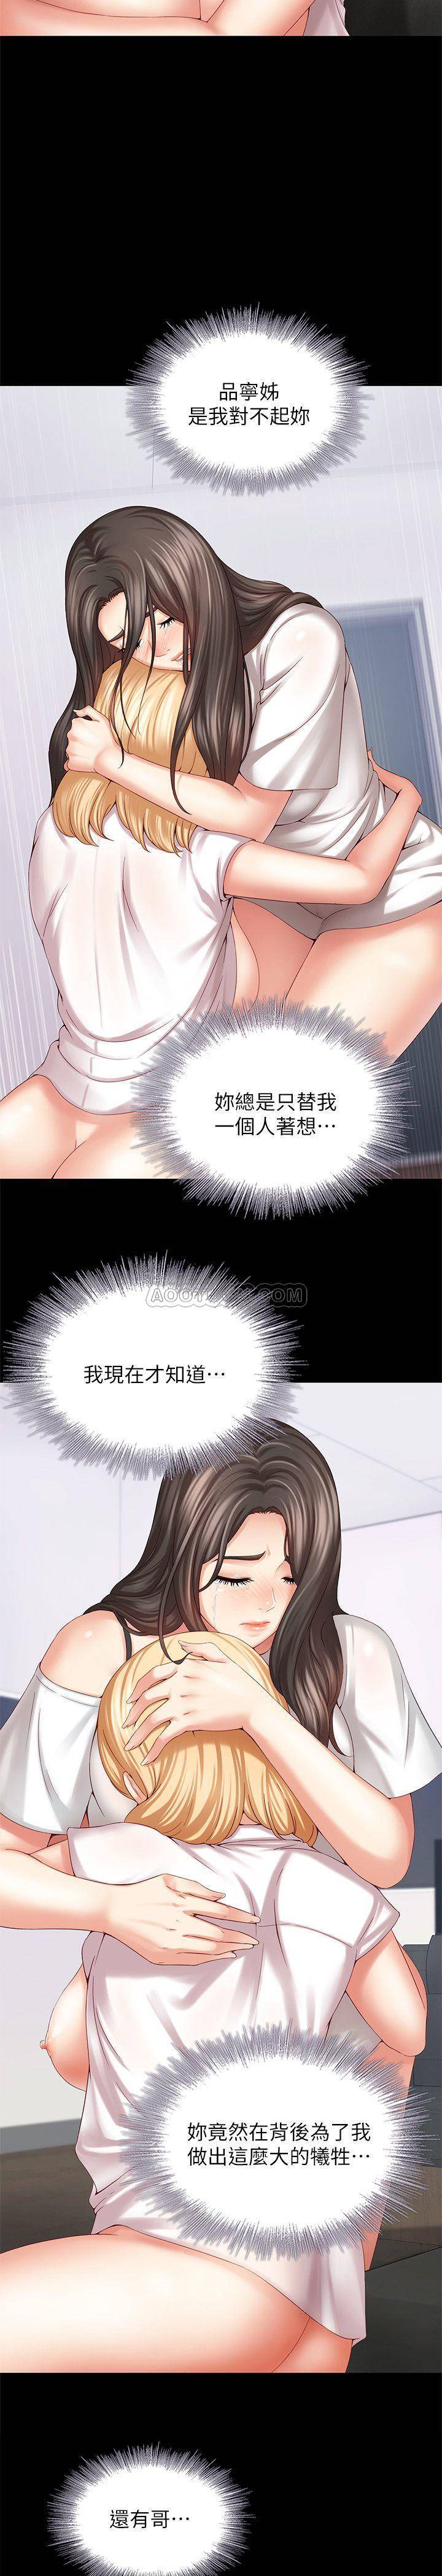 品寧姊
是我對不起妳
妳總是只替我
一個人著想⋯
我現在才知道⋯
妳竟然在背後為了我
做出這麼大的犧牲⋯
還有哥⋯